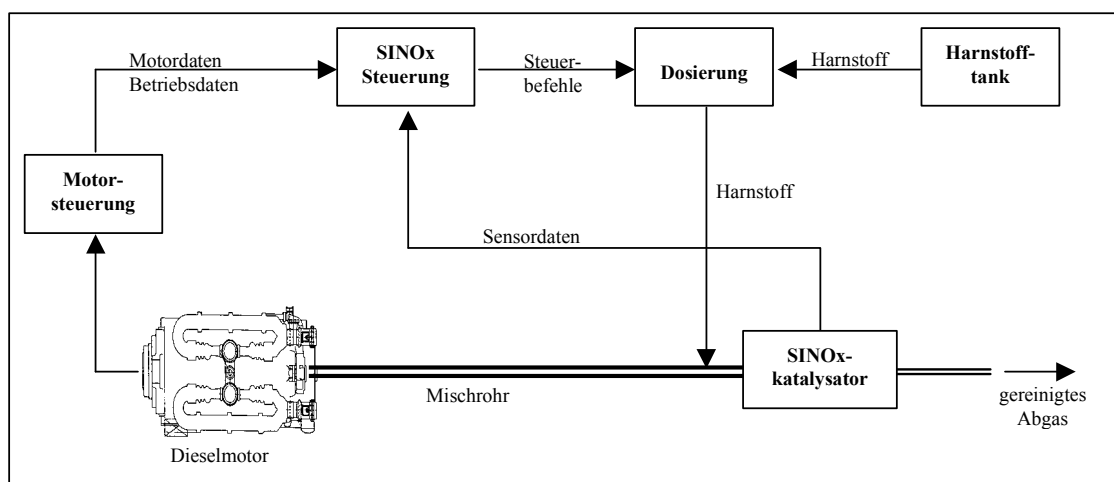 Motordaten
Betriebsdaten
SINOx
Steuerung
Steuer-
befehle
Dosierung
Harnstoff
Harnstoff-
tank
Motor-
steuerung
Harnstoff
Sensordaten
SINOx-
katalysator
Mischrohr
gereinigtes
Abgas
Dieselmotor